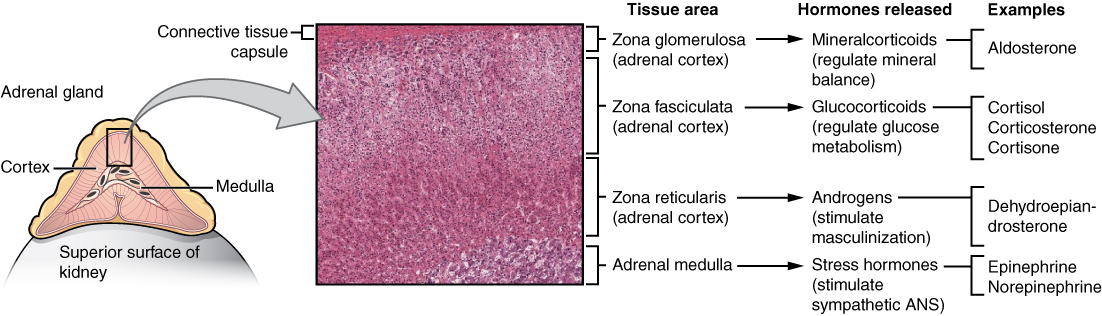 Tissue area
Hormones released
Examples
Connective tissue
capsule
Adrenal gland
Cortex
Medulla
Superior surface of
kidney
Zona glomerulosa
(adrenal cortex)
Mineralcorticoids
(regulate mineral
balance)
Aldosterone
Zona fasciculata
(adrenal cortex)
Glucocorticoids
(regulate glucose
metabolism)
Cortisol
Corticosterone
Cortisone
Zona reticularis
(adrenal cortex)
Androgens
(stimulate
masculinization)
Dehydroepian-
drosterone
Adrenal medulla
Stress hormones
(stimulate
sympathetic ANS)
Epinephrine
Norepinephrine